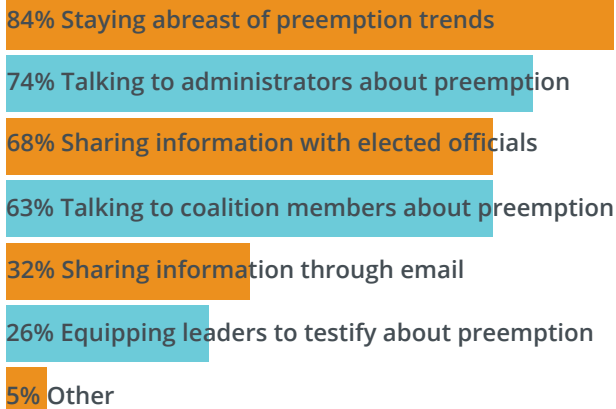 84% Staying abreast of preemption trends
74% Talking to administrators about preemption
68% Sharing information with elected officials
63% Talking to coalition members about preemption
32% Sharing information through email
26% Equipping leaders to testify about preemption
5% Other